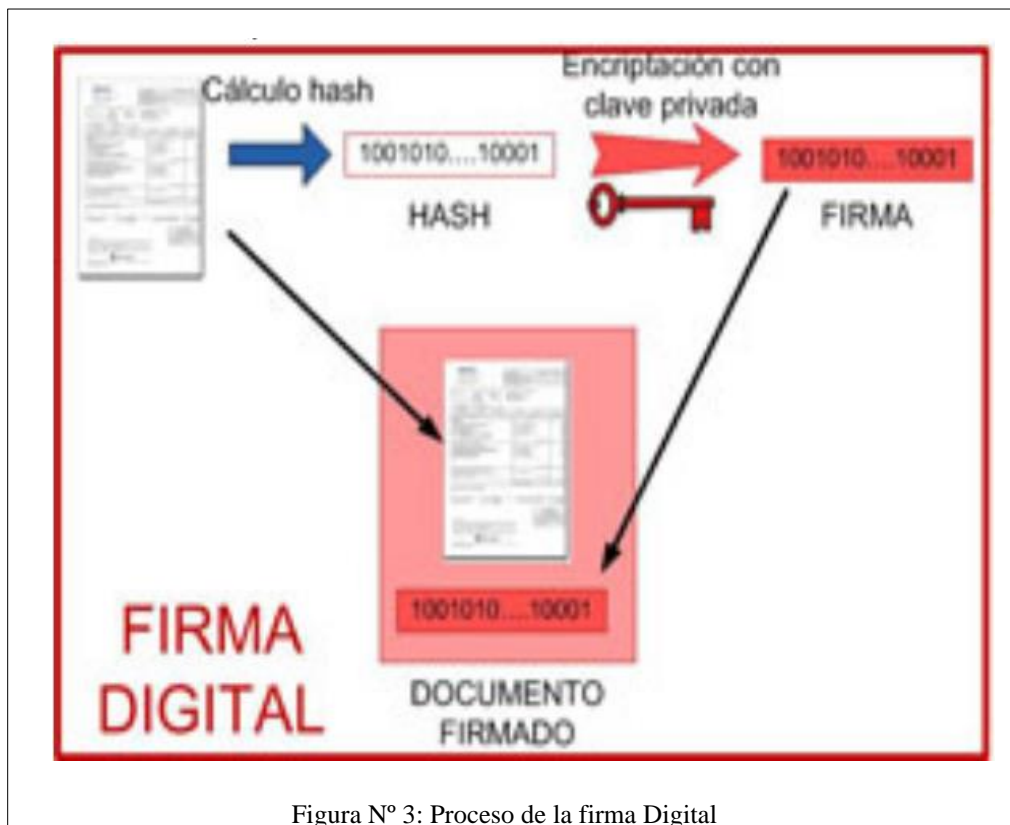 Cálculo hash
Encriptación con
clave privada
1001010....10001
1001010....10001
HASH
FIRMA
1001010....10001
FIRMA
DIGITAL
DOCUMENTO
FIRMADO
Figura Nº 3: Proceso de la firma Digital